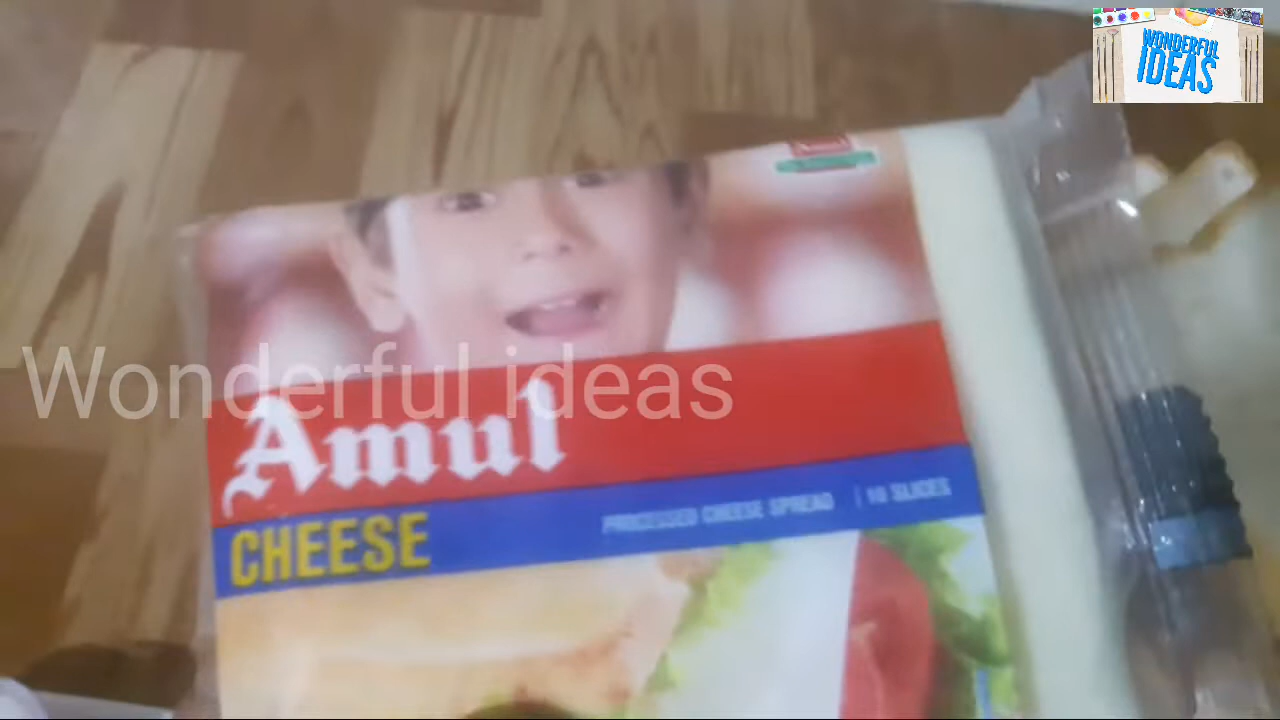 WONDERFUL
IDEAS
Wonderful ideas
Amul
CHEESE
PROCESSED CHEESE SPREAD | 10 SLICES